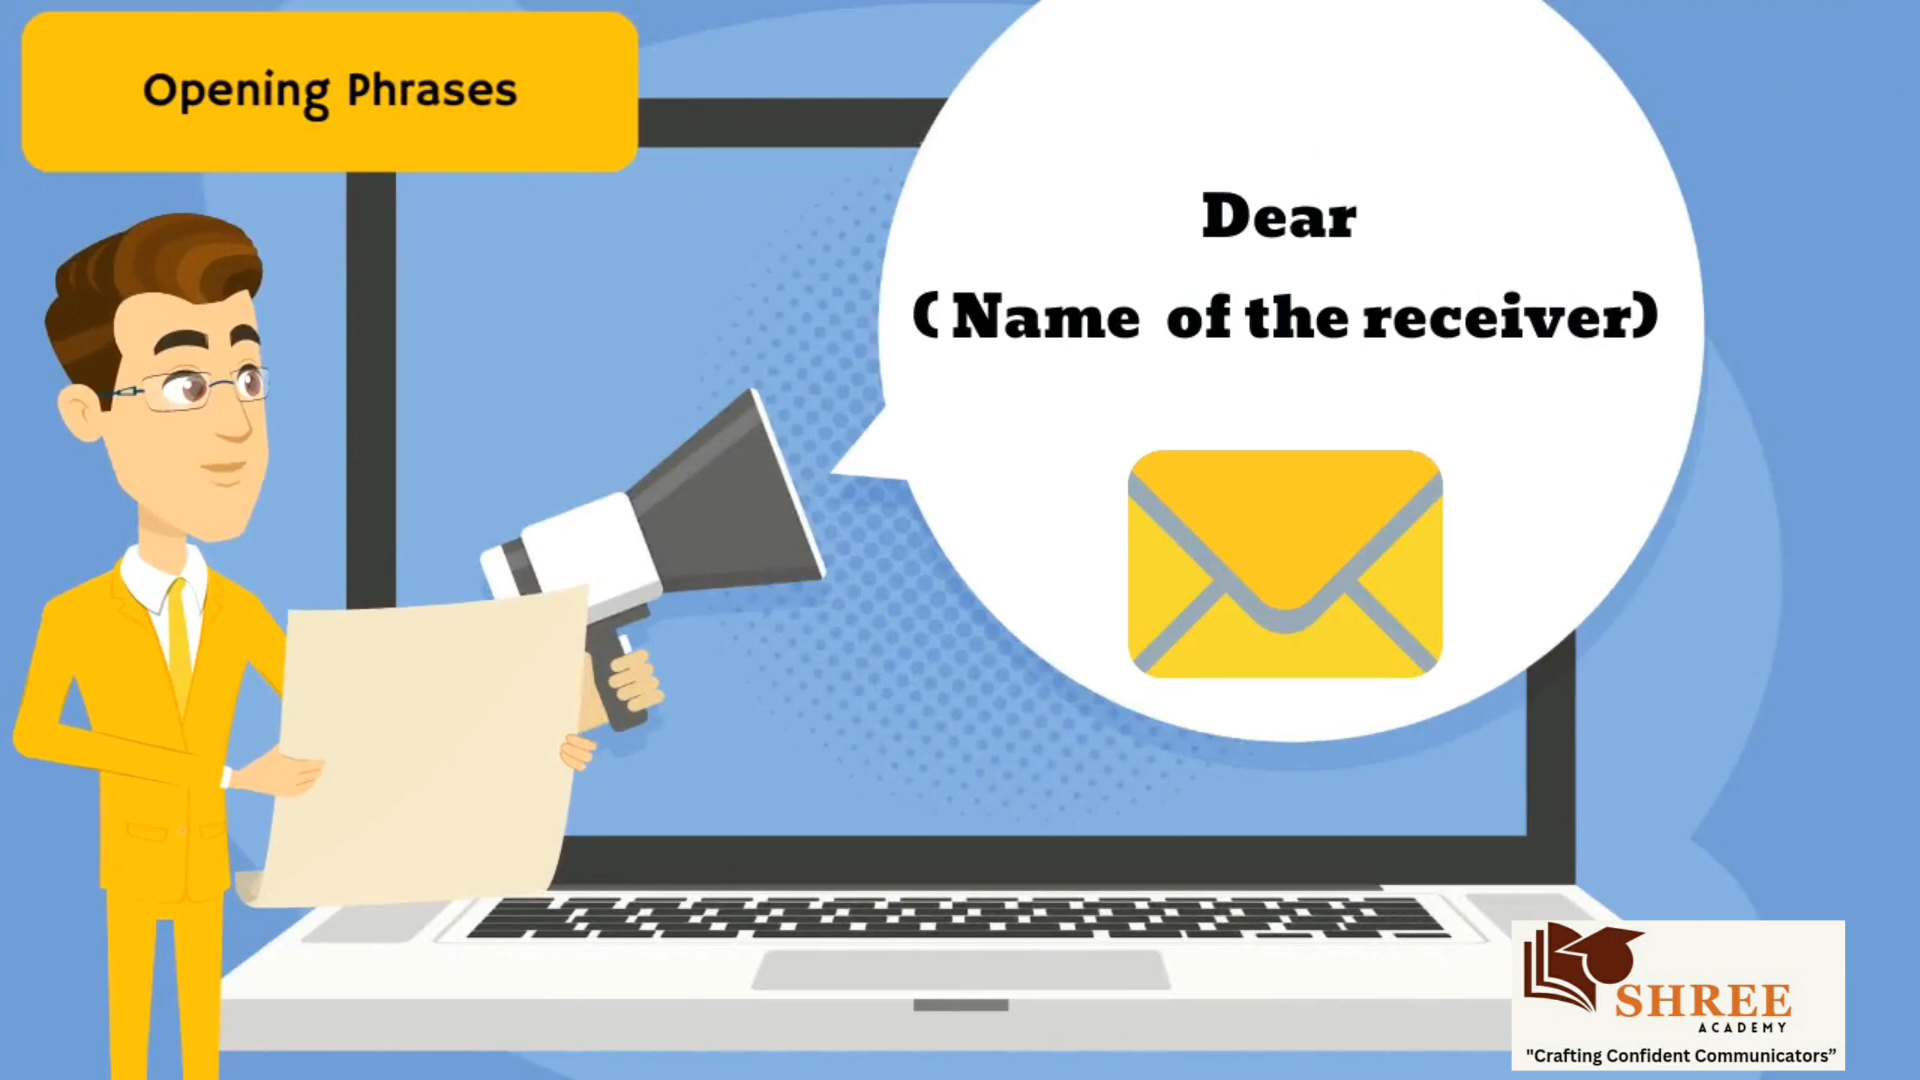 Opening Phrases
Dear
( Name of the receiver)
SHREE
ACADEMY
"Crafting Confident Communicators”